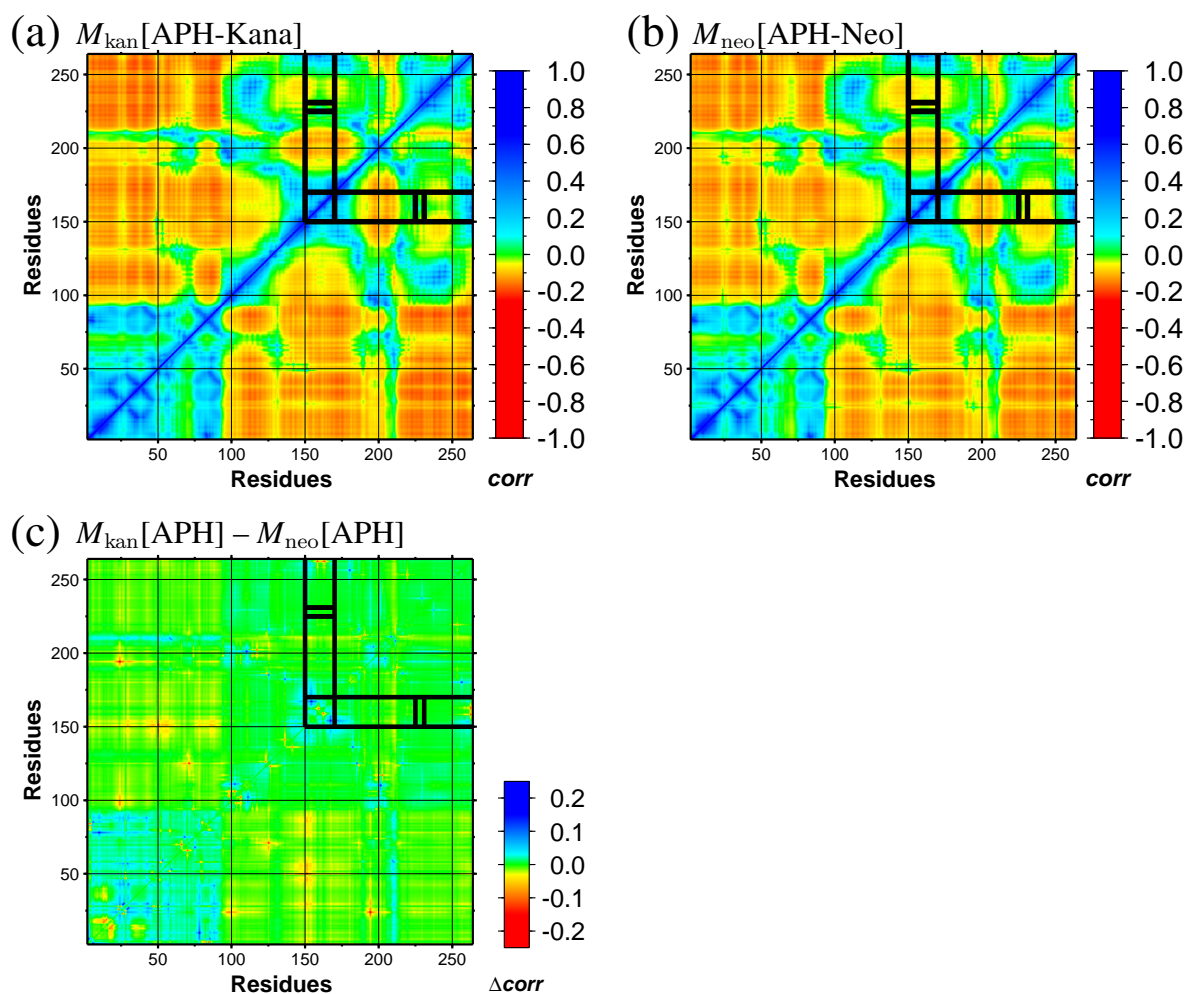 (a) Mkan[APH-Kana]
250
200
150
100
50
Residues
50 100 150 200 250
Residues
1.0
0.8
0.6
0.4
0.2
0.0
-0.2
-0.4
-0.6
-0.8
-1.0
corr
(b) Mneo[APH-Neo]
250
200
150
100
50
Residues
50 100 150 200 250
Residues
1.0
0.8
0.6
0.4
0.2
0.0
-0.2
-0.4
-0.6
-0.8
-1.0
corr
(c) Mkan[APH] – Mneo[APH]
250
200
150
100
50
Residues
50 100 150 200 250
Residues
0.2
0.1
0.0
-0.1
-0.2
Δcorr